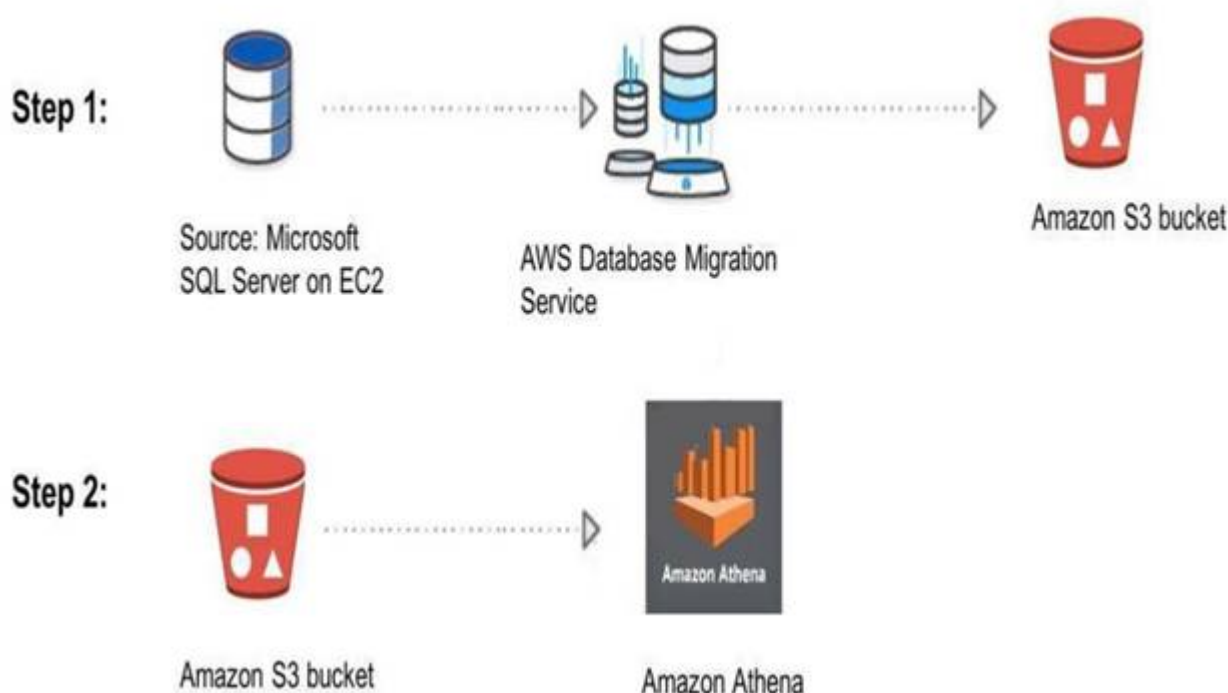 Step 1:
Source: Microsoft
SQL Server on EC2
AWS Database Migration
Service
Amazon S3 bucket
Step 2:
Amazon S3 bucket
Amazon Athena
Amazon Athena